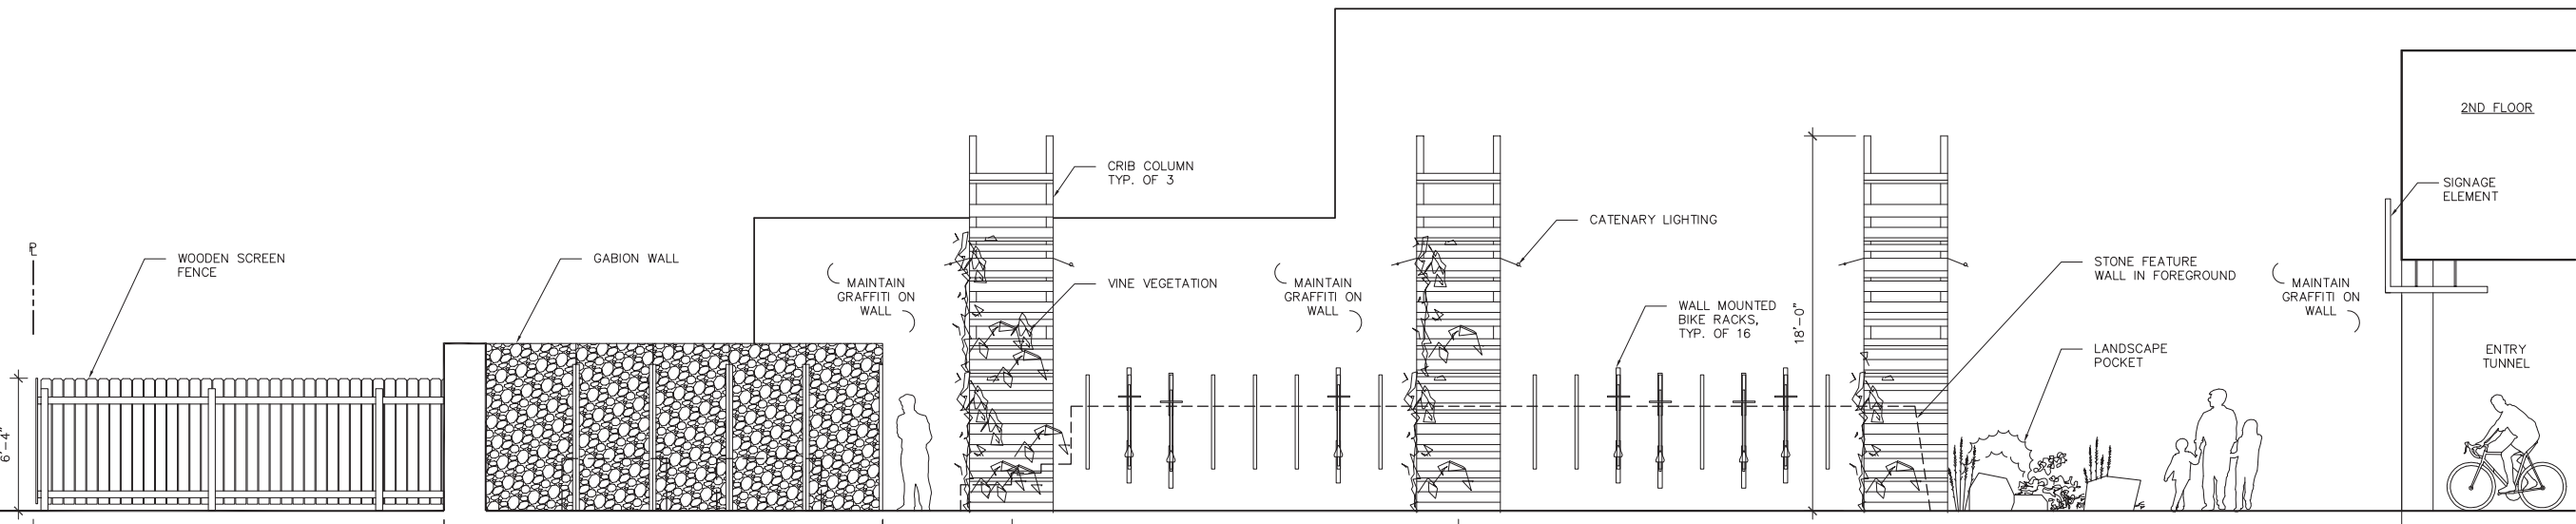 2ND FLOOR
CRIB COLUMN
TYP. OF 3
SIGNAGE
ELEMENT
CATENARY LIGHTING
PL
WOODEN SCREEN
FENCE
GABION WALL
MAINTAIN
GRAFFITI ON
WALL
VINE VEGETATION
MAINTAIN
GRAFFITI ON
WALL
WALL MOUNTED
BIKE RACKS,
TYP. OF 16
18'-0"
STONE FEATURE
WALL IN FOREGROUND
MAINTAIN
GRAFFITI ON
WALL
LANDSCAPE
POCKET
ENTRY
TUNNEL
6'-4"